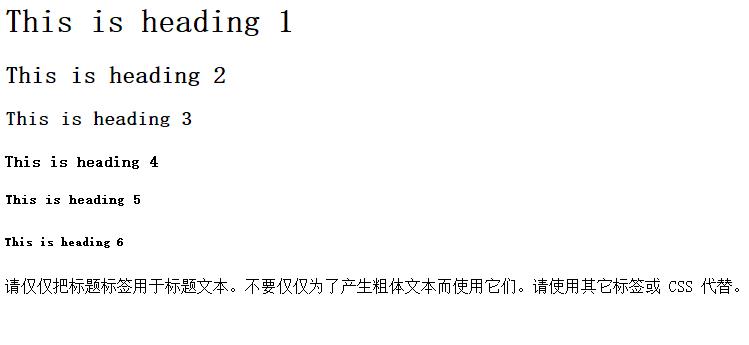 This is heading 1
This is heading 2
This is heading 3
This is heading 4
This is heading 5
This is heading 6
请仅仅把标题标签用于标题文本。不要仅仅为了产生粗体文本而使用它们。请使用其它标签或 CSS 代替。